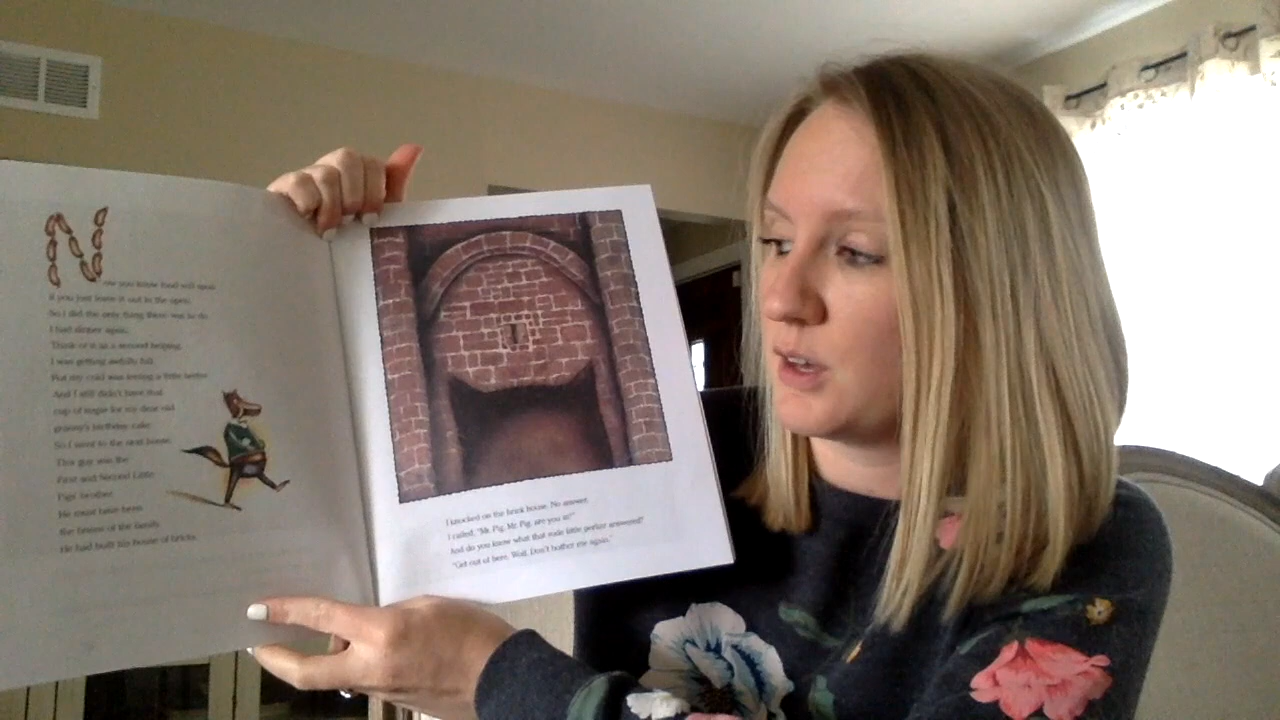 Now you know food will spoil
if you just leave it out in the open.
So I did the only thing there was to do.
I had dinner again.
Think of it as a second helping.
I was getting awfully full.
But my cold was feeling a little better.
And I still didn't have that
cup of sugar for my dear old
granny's birthday cake.
So I went to the next house.
This guy was the
First and Second Little
Pigs' brother.
He must have been
the brains of the family.
He had built his house of bricks.
I knocked on the brick house. No answer.
I called, "Mr. Pig, Mr. Pig, are you in?"
And do you know what that rude little porker answered?
"Get out of here, Wolf. Don't bother me again."